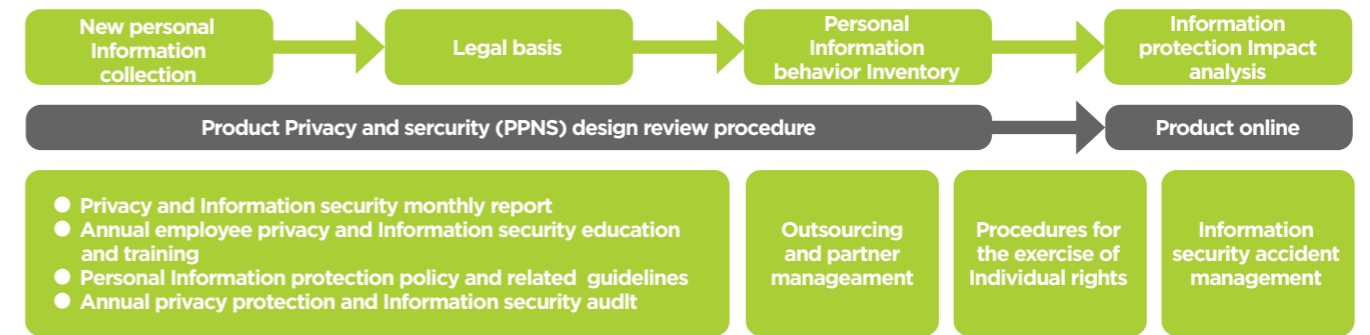 New personal
Information
collection
Legal basis
Personal
Information
behavior Inventory
Information
protection Impact
analysis
Product Privacy and sercurity (PPNS) design review procedure
Product online
● Privacy and Information security monthly report
● Annual employee privacy and Information security education
and training
● Personal Information protection policy and related guidelines
● Annual privacy protection and Information security audlt
Outsourcing
and partner
manageament
Procedures for
the exercise of
Individual rights
Information
security accident
management